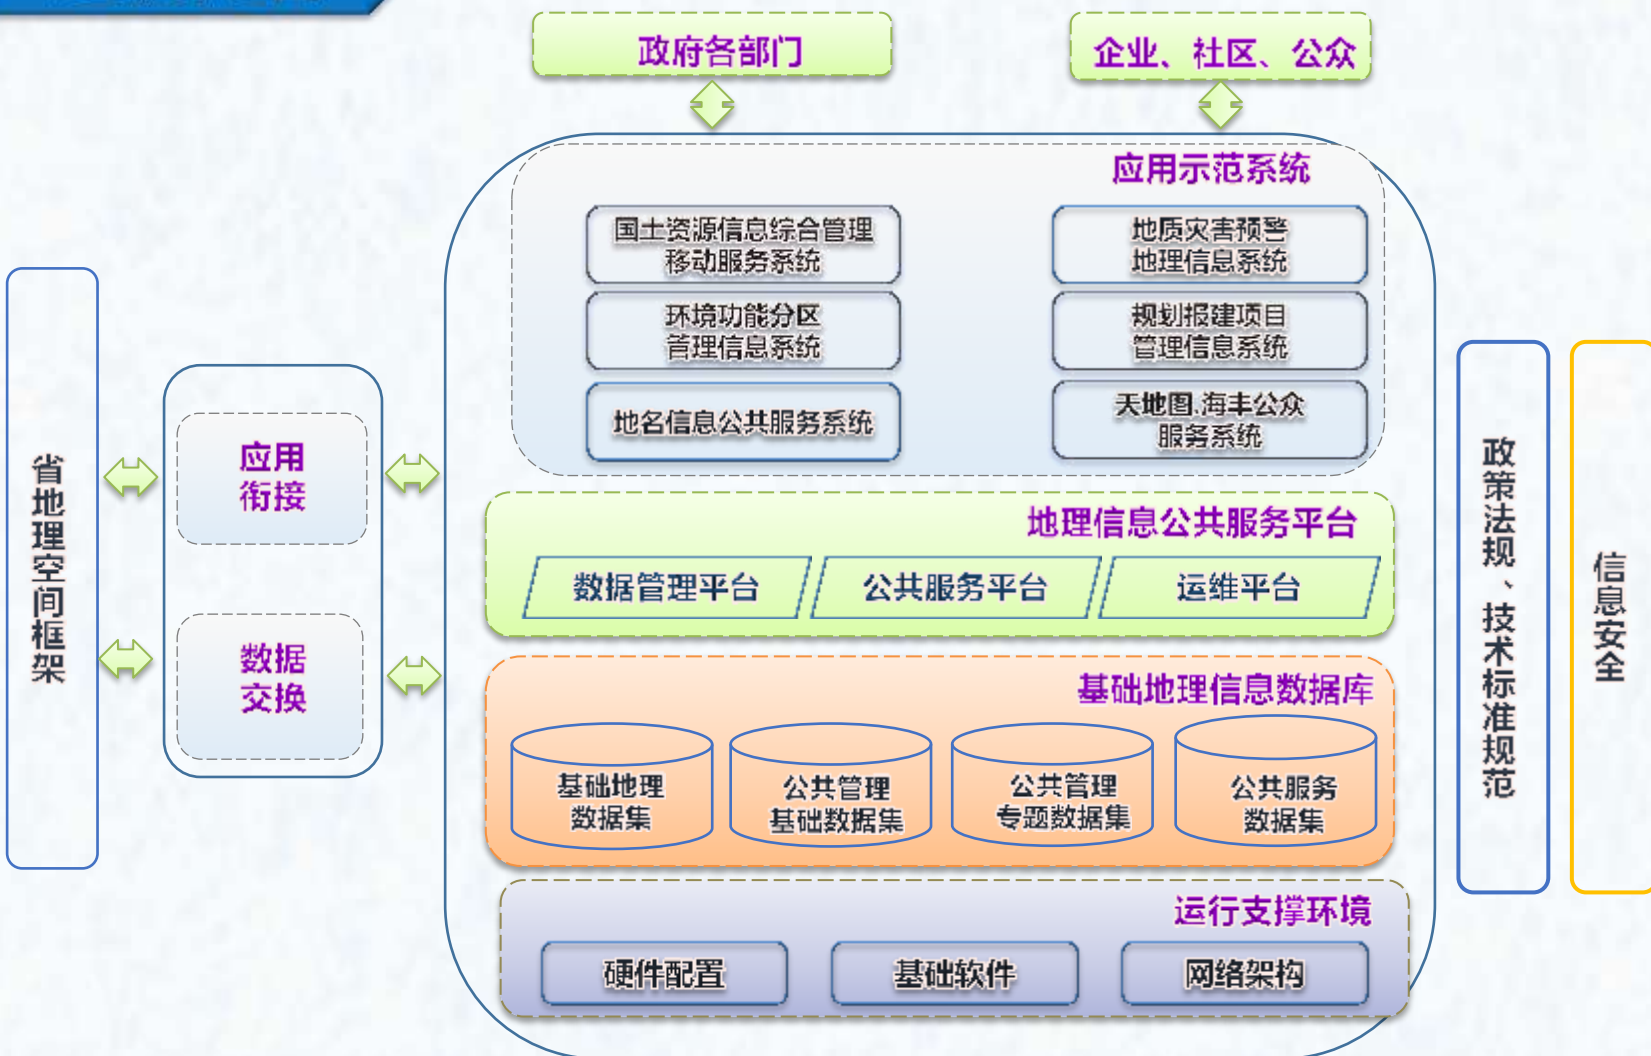 政府各部门
企业、社区、公众
应用示范系统
国土资源信息综合管理
移动服务系统
地质灾害预警
地理信息系统
环境功能分区
管理信息系统
规划报建项目
管理信息系统
地名信息公共服务系统
天地图.海丰公众
服务系统
省地理空间框架
应用
衔接
数据
交换
地理信息公共服务平台
数据管理平台
公共服务平台
运维平台
基础地理信息数据库
基础地理
数据集
公共管理
基础数据集
公共管理
专题数据集
公共服务
数据集
运行支撑环境
硬件配置
基础软件
网络架构
政策法规、技术标准规范
信息安全